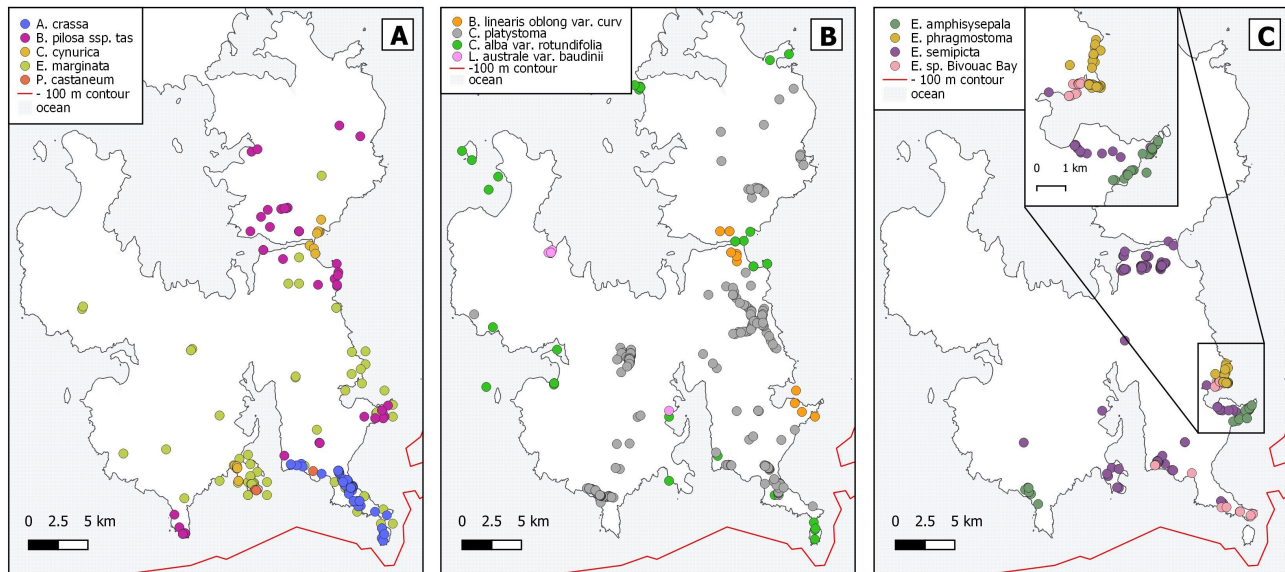 A. crassa
B. pilosa ssp. tas
C. cynurica
E. marginata
P. castaneum
- 100 m contour
ocean
A
0 2.5 5 km
B. linearis oblong var. curv
C. platystoma
C. alba var. rotundifolia
L. australe var. baudinii
-100 m contour
ocean
B
0 2.5 5 km
E. amphisysepala
E. phragmostoma
E. semipicta
E. sp. Bivouac Bay
- 100 m contour
ocean
C
0 1 km
0 2.5 5 km